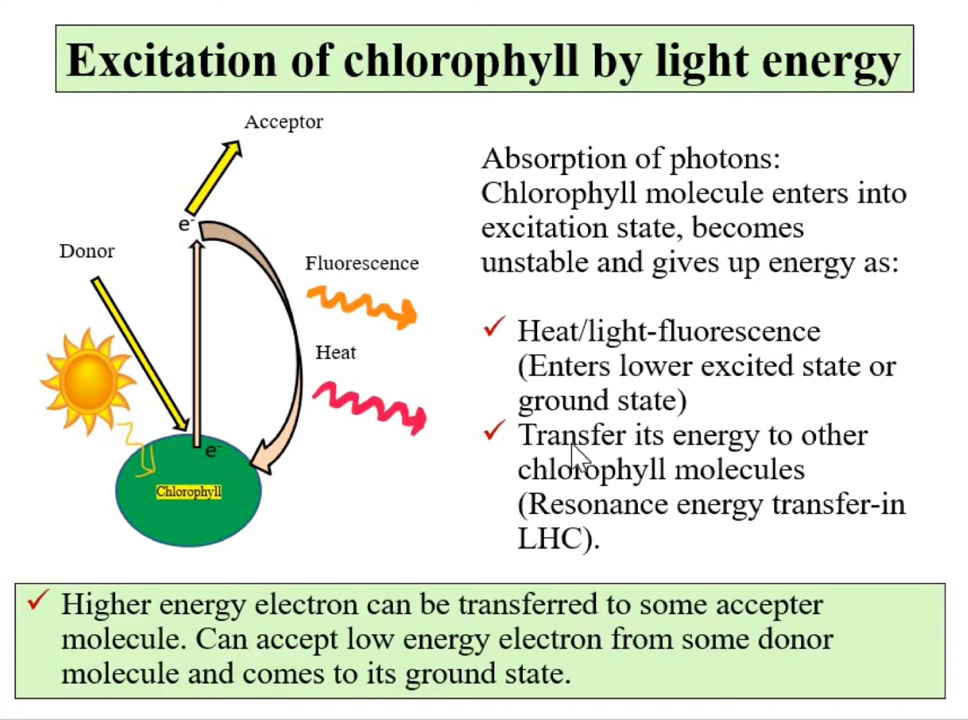 Excitation of chlorophyll by light energy
Acceptor
e-
Donor
Fluorescence
Heat
e-
Chlorophyll
Absorption of photons:
Chlorophyll molecule enters into
excitation state, becomes
unstable and gives up energy as:
✓ Heat/light-fluorescence
(Enters lower excited state or
ground state)
✓ Transfer its energy to other
chlorophyll molecules
(Resonance energy transfer-in
LHC).
✓ Higher energy electron can be transferred to some accepter
molecule. Can accept low energy electron from some donor
molecule and comes to its ground state.